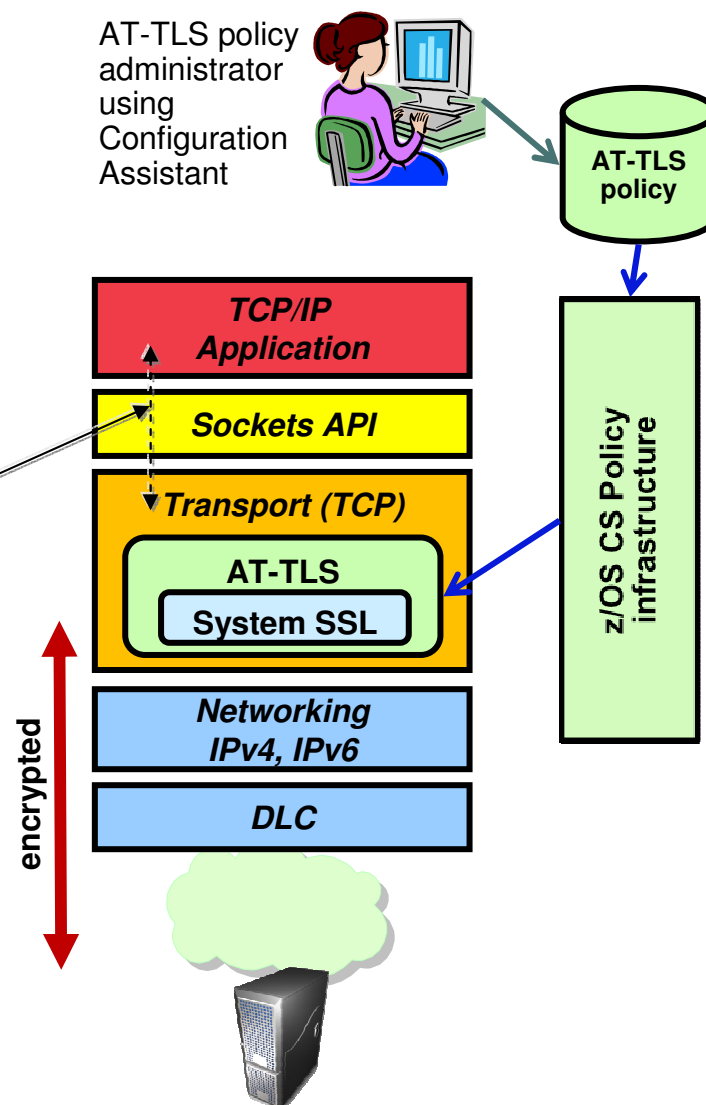 AT-TLS policy
administrator
using
Configuration
Assistant
AT-TLS
policy
TCP/IP
Application
Sockets API
Transport (TCP)
AT-TLS
System SSL
Networking
IPv4, IPv6
DLC
encrypted
z/OS CS Policy
infrastructure